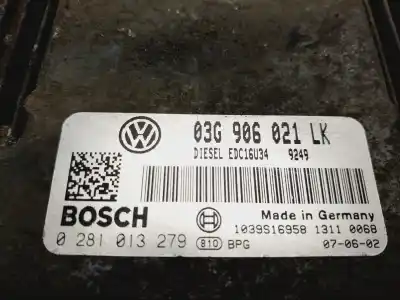 03G 906 021 LK
DIESEL EDC16U34 9249
BOSCH
Made in Germany
1039S16958 1311 0068
0 281 013 279 810 BPG 07-06-02